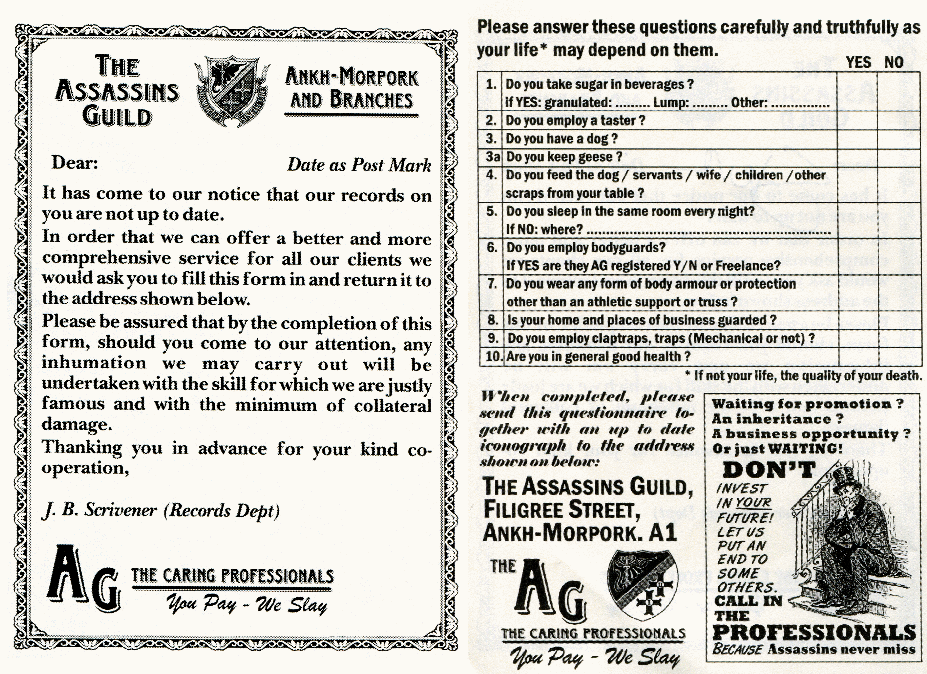 THE
ASSASSINS
GUILD
ANKH-MORPORK
AND BRANCHES
Dear:
Date as Post Mark
It has come to our notice that our records on
you are not up to date.
In order that we can offer a better and more
comprehensive service for all our clients we
would ask you to fill this form in and return it to
the address shown below.
Please be assured that by the completion of this
form, should you come to our attention, any
inhumation we may carry out will be
undertaken with the skill for which we are justly
famous and with the minimum of collateral
damage.
Thanking you in advance for your kind co-
operation,
J. B. Scrivener (Records Dept)
AG THE CARING PROFESSIONALS
You Pay - We Slay
Please answer these questions carefully and truthfully as
your life* may depend on them.
YES NO
1. Do you take sugar in beverages ?
If YES: granulated: ........ Lump: ........ Other: .............
2. Do you employ a taster ?
3. Do you have a dog ?
3a Do you keep geese ?
4. Do you feed the dog / servants / wife / children / other
scraps from your table ?
5. Do you sleep in the same room every night?
If NO: where? ......................................................
6. Do you employ bodyguards?
If YES are they AG registered Y/N or Freelance?
7. Do you wear any form of body armour or protection
other than an athletic support or truss ?
8. Is your home and places of business guarded ?
9. Do you employ claptraps, traps (Mechanical or not) ?
10. Are you in general good health ?
* If not your life, the quality of your death.
When completed, please
send this questionnaire to-
gether with an up to date
iconograph to the address
shown on below:
THE ASSASSINS GUILD,
FILIGREE STREET,
ANKH-MORPORK. A1
THE AG
THE CARING PROFESSIONALS
You Pay - We Slay
Waiting for promotion ?
An inheritance ?
A business opportunity ?
Or just WAITING!
DON'T
INVEST
IN YOUR
FUTURE!
LET US
PUT AN
END TO
SOME
OTHERS.
CALL IN
THE
PROFESSIONALS
BECAUSE Assassins never miss